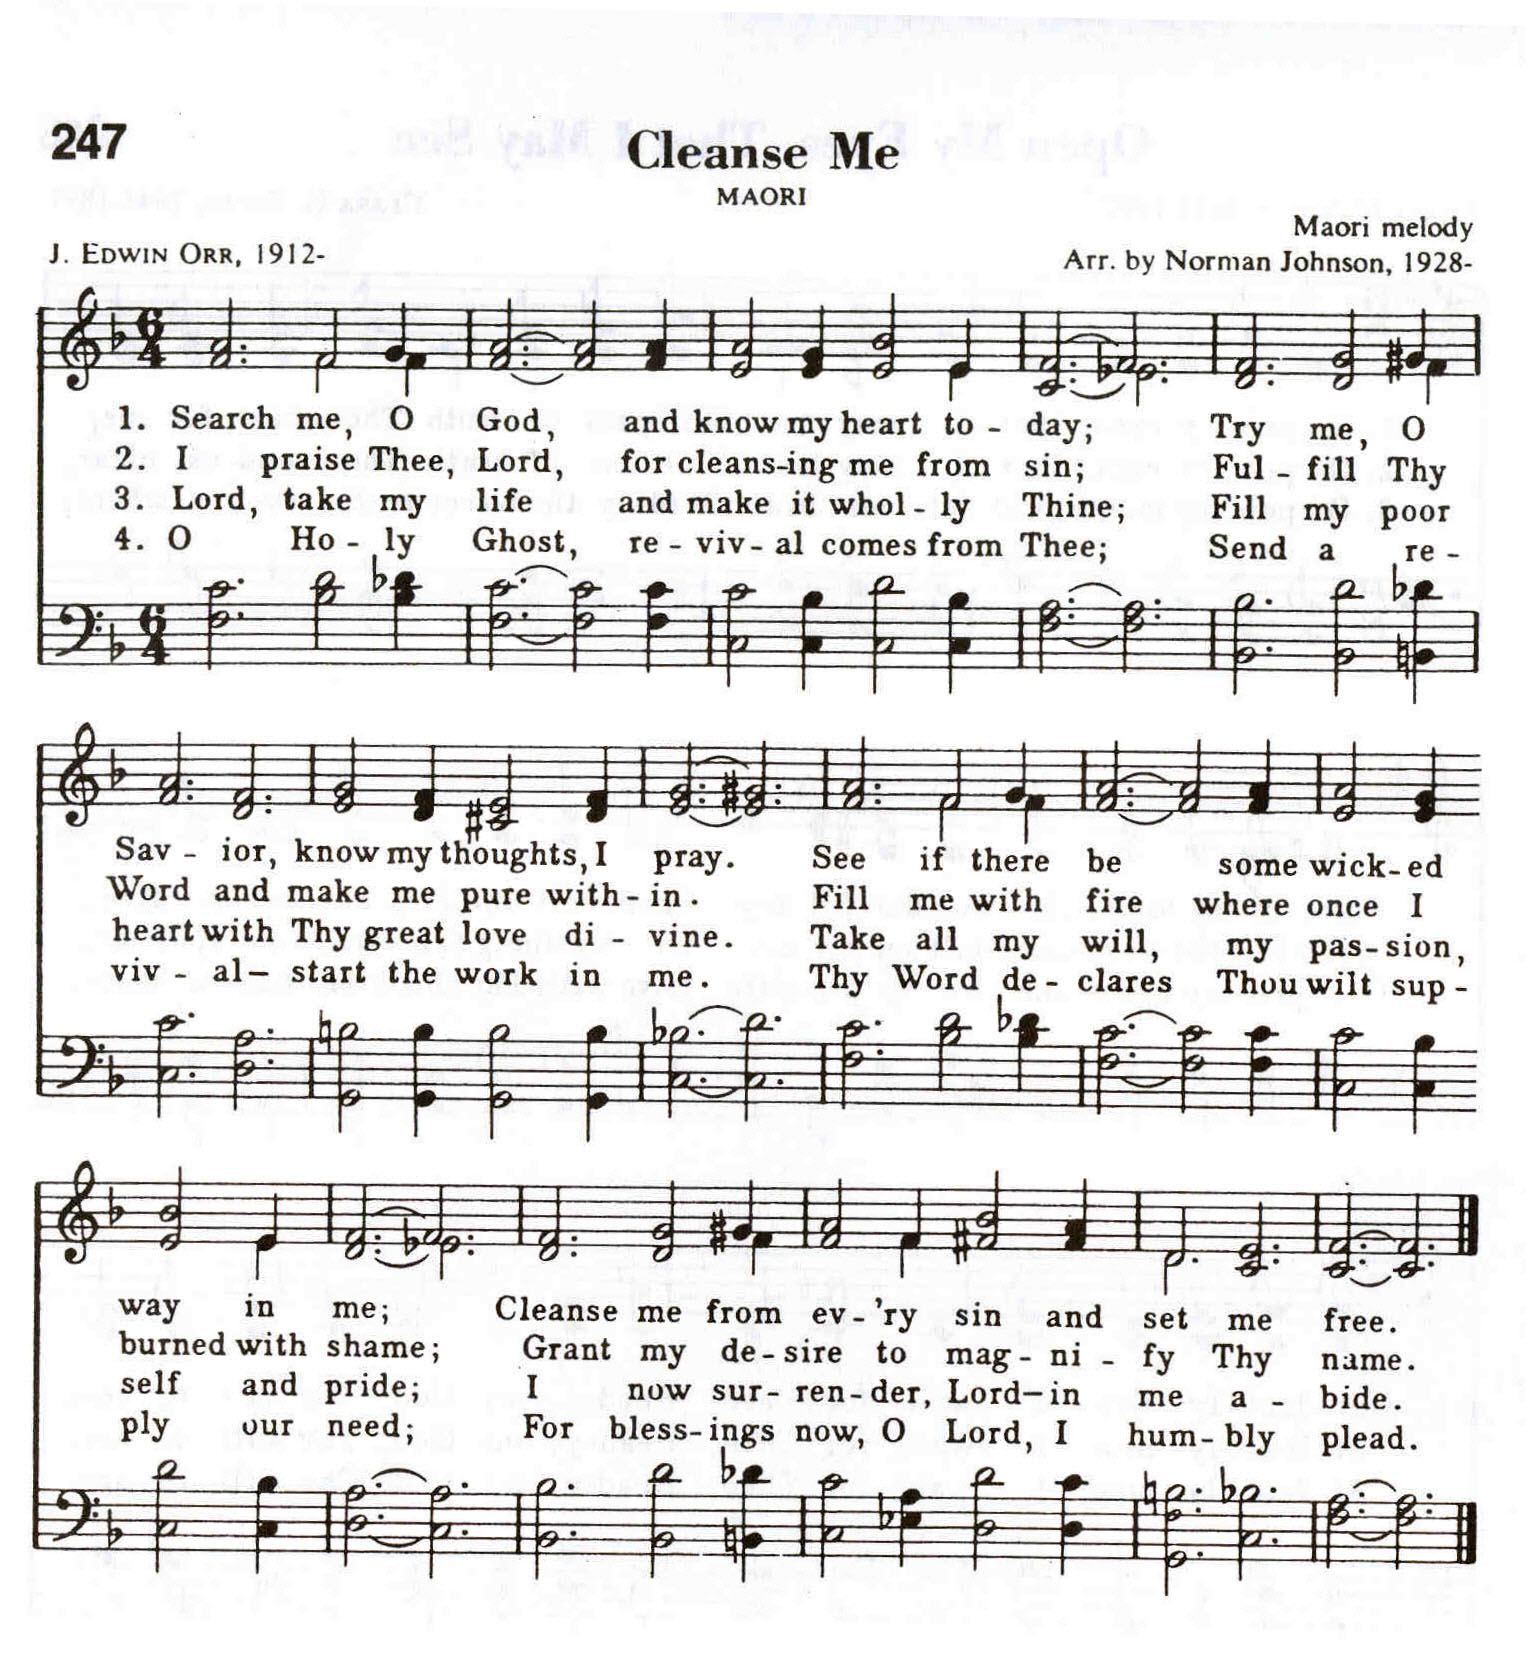 247
Cleanse Me
MAORI
Maori melody
J. EDWIN ORR, 1912-
Arr. by Norman Johnson, 1928-
1. Search me, O God, and know my heart to - day; Try me, O
2. I praise Thee, Lord, for cleans-ing me from sin; Ful - fill Thy
3. Lord, take my life and make it whol - ly Thine; Fill my poor
4. O Ho - ly Ghost, re - viv - al comes from Thee; Send a re -
Sav - ior, know my thoughts, I pray. See if there be some wick - ed
Word and make me pure with - in. Fill me with fire where once I
heart with Thy great love di - vine. Take all my will, my pas - sion,
viv - al— start the work in me. Thy Word de - clares Thou wilt sup -
way in me; Cleanse me from ev - 'ry sin and set me free.
burned with shame; Grant my de - sire to mag - ni - fy Thy name.
self and pride; I now sur - ren - der, Lord—in me a - bide.
ply our need; For bless - ings now, O Lord, I hum - bly plead.